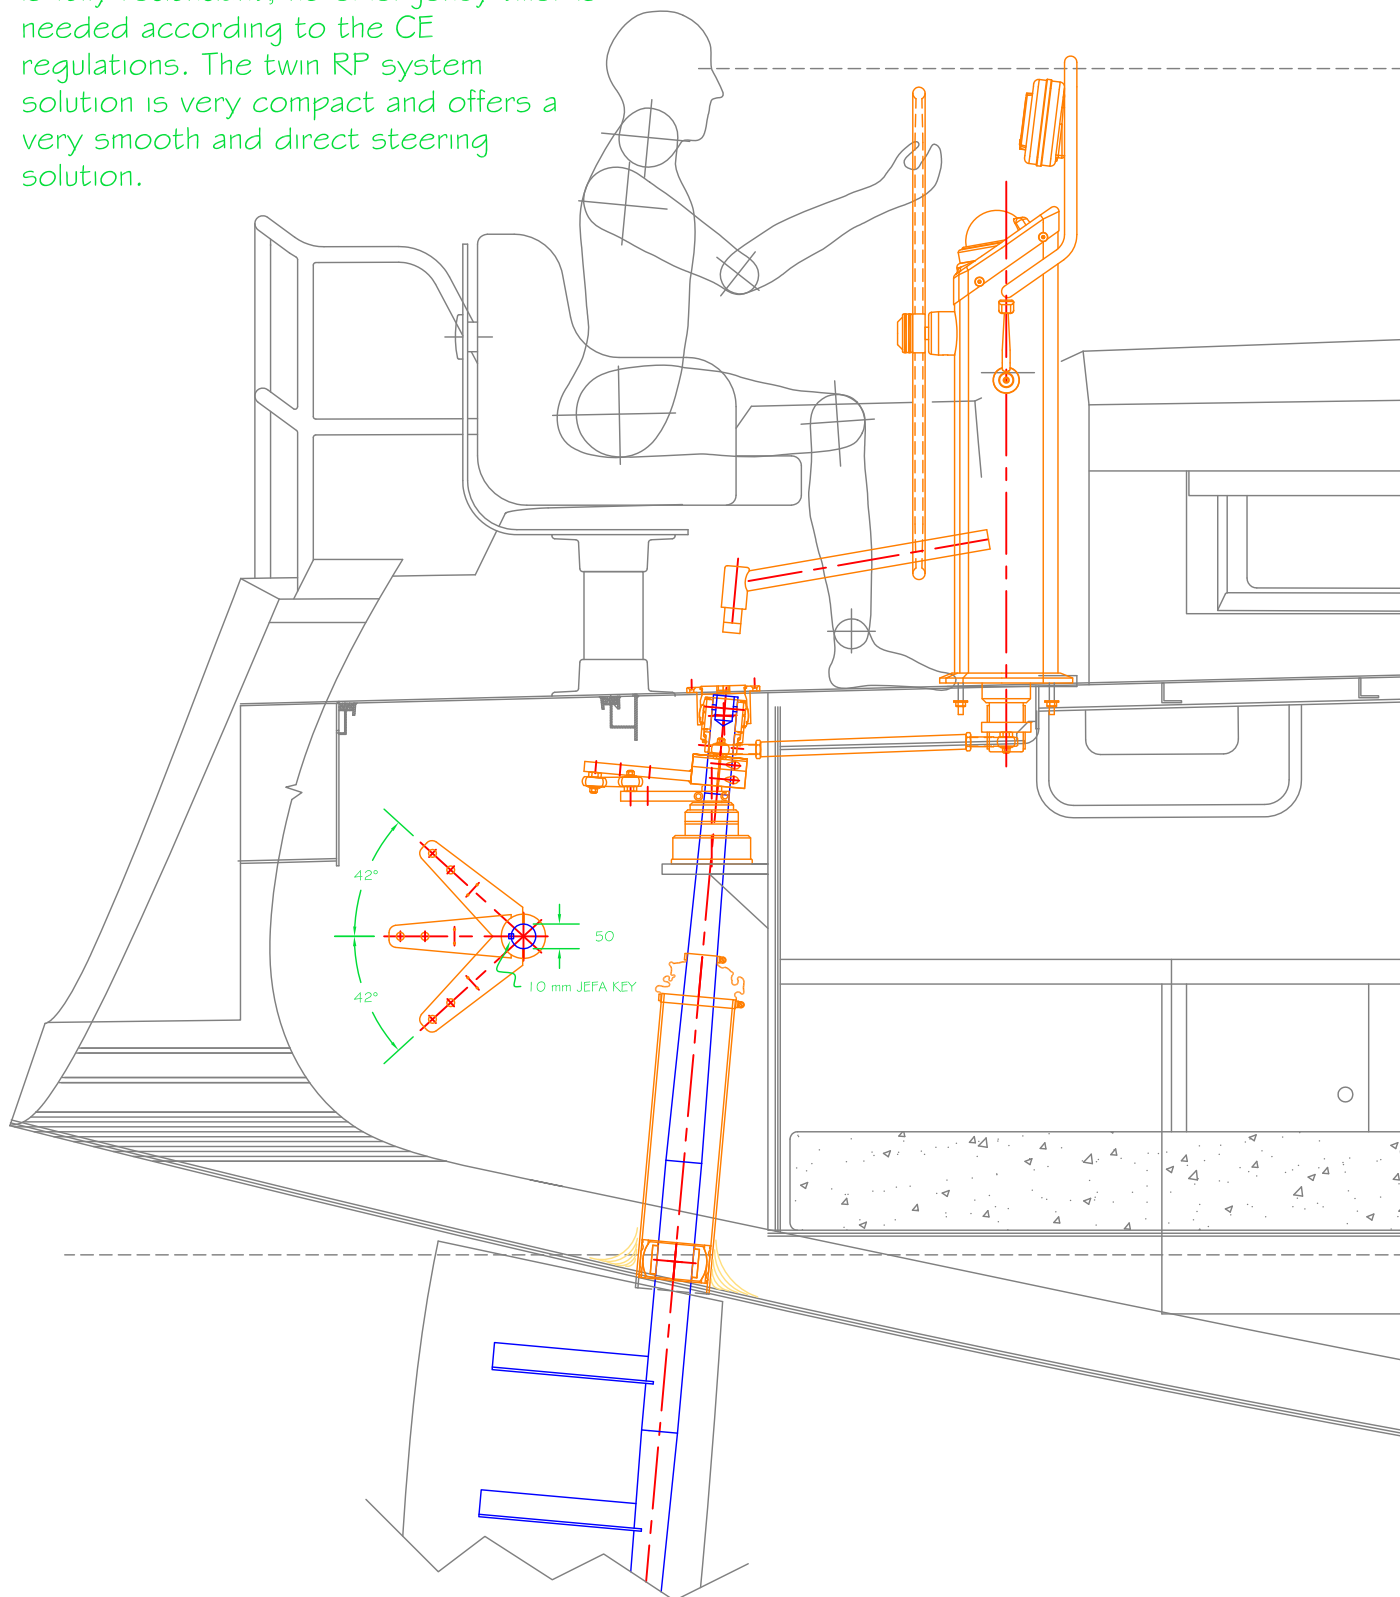 needed according to the CE
regulations. The twin RP system
solution is very compact and offers a
very smooth and direct steering
solution.
42°
50
10 mm JEFA KEY
42°